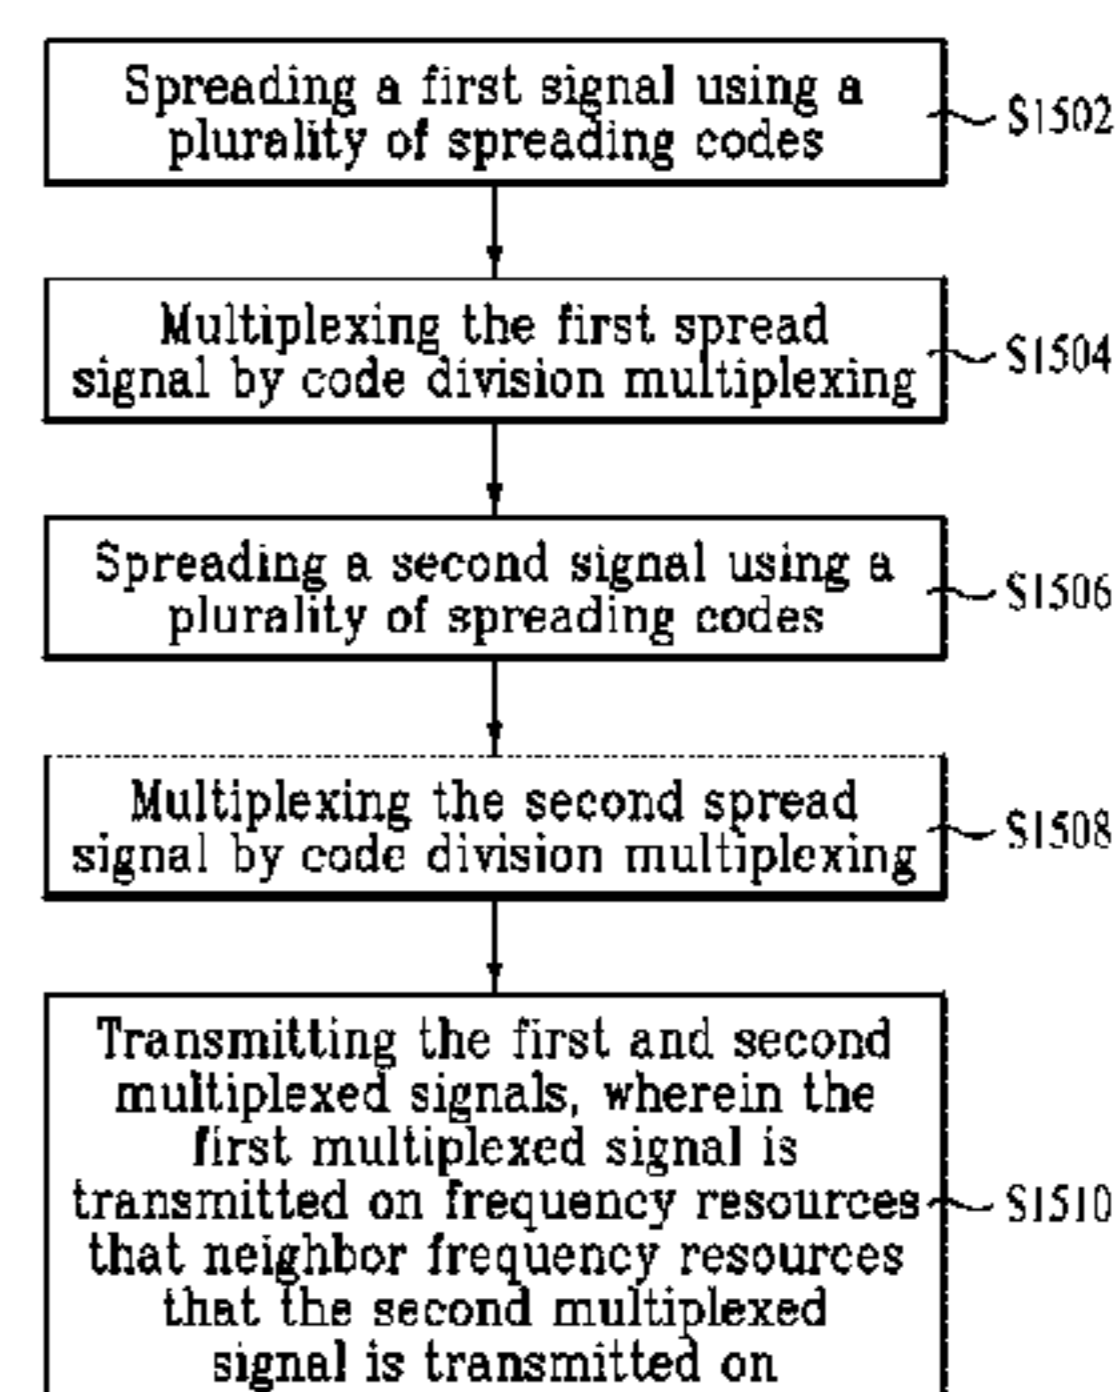 Spreading a first signal using a
plurality of spreading codes
S1502
Multiplexing the first spread
signal by code division multiplexing
S1504
Spreading a second signal using a
plurality of spreading codes
S1506
Multiplexing the second spread
signal by code division multiplexing
S1508
Transmitting the first and second
multiplexed signals, wherein the
first multiplexed signal is
transmitted on frequency resources
that neighbor frequency resources
that the second multiplexed
signal is transmitted on
S1510